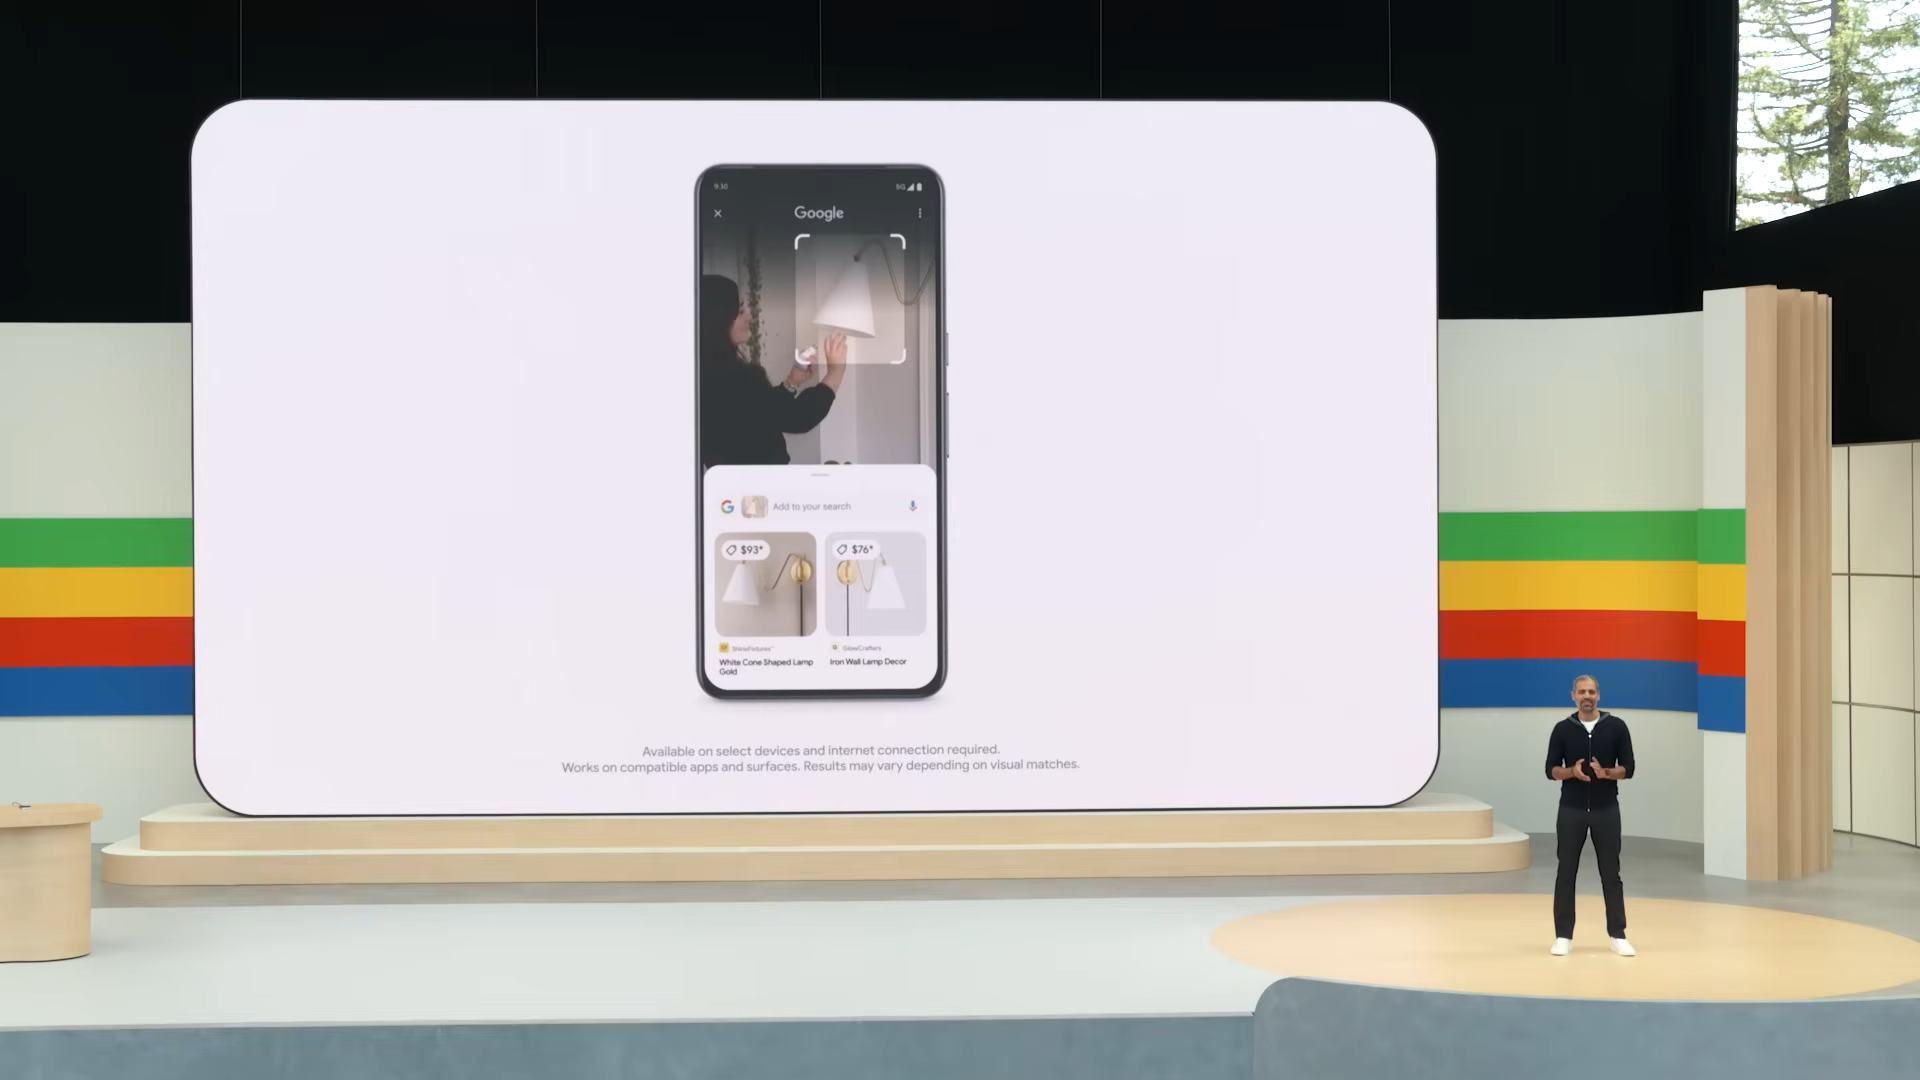 9:30
5G
Google
Add to your search
$93*
$76*
ShineFixtures™
GlowCrafters
White Cone Shaped Lamp
Gold
Iron Wall Lamp Decor
Available on select devices and internet connection required.
Works on compatible apps and surfaces. Results may vary depending on visual matches.